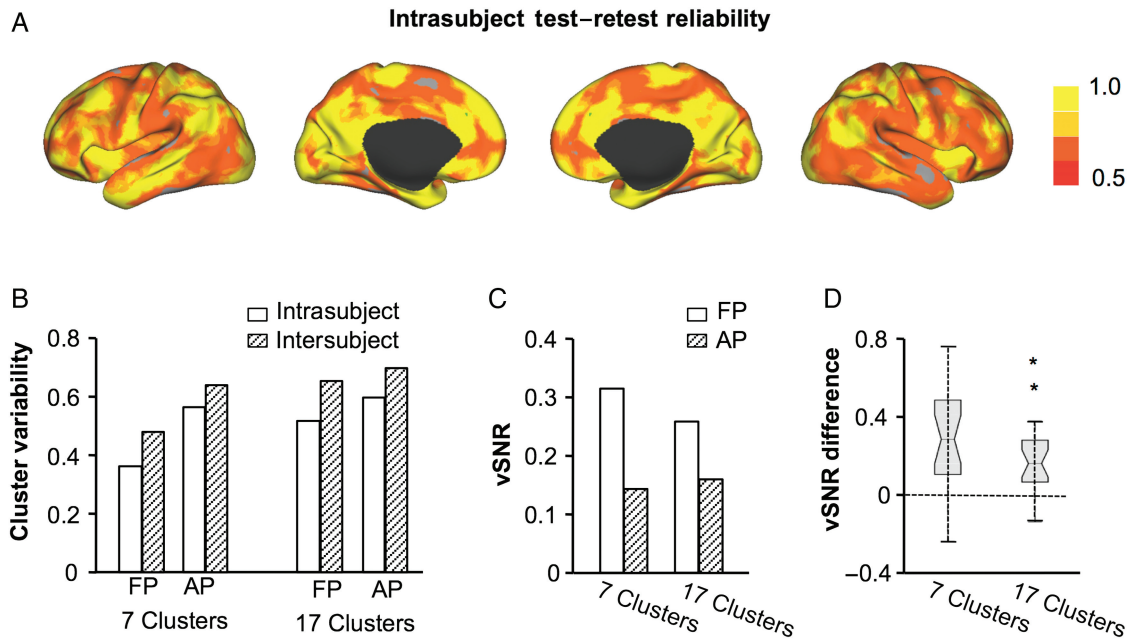 A
Intrasubject test–retest reliability
1.0
0.5
B
Intrasubject
Intersubject
Cluster variability
0.8
0.6
0.4
0.2
0
FP
AP
FP
AP
7 Clusters
17 Clusters
C
FP
AP
vSNR
0.4
0.3
0.2
0.1
0
7 Clusters
17 Clusters
D
vSNR difference
0.8
0.4
0
–0.4
*
*
7 Clusters
17 Clusters